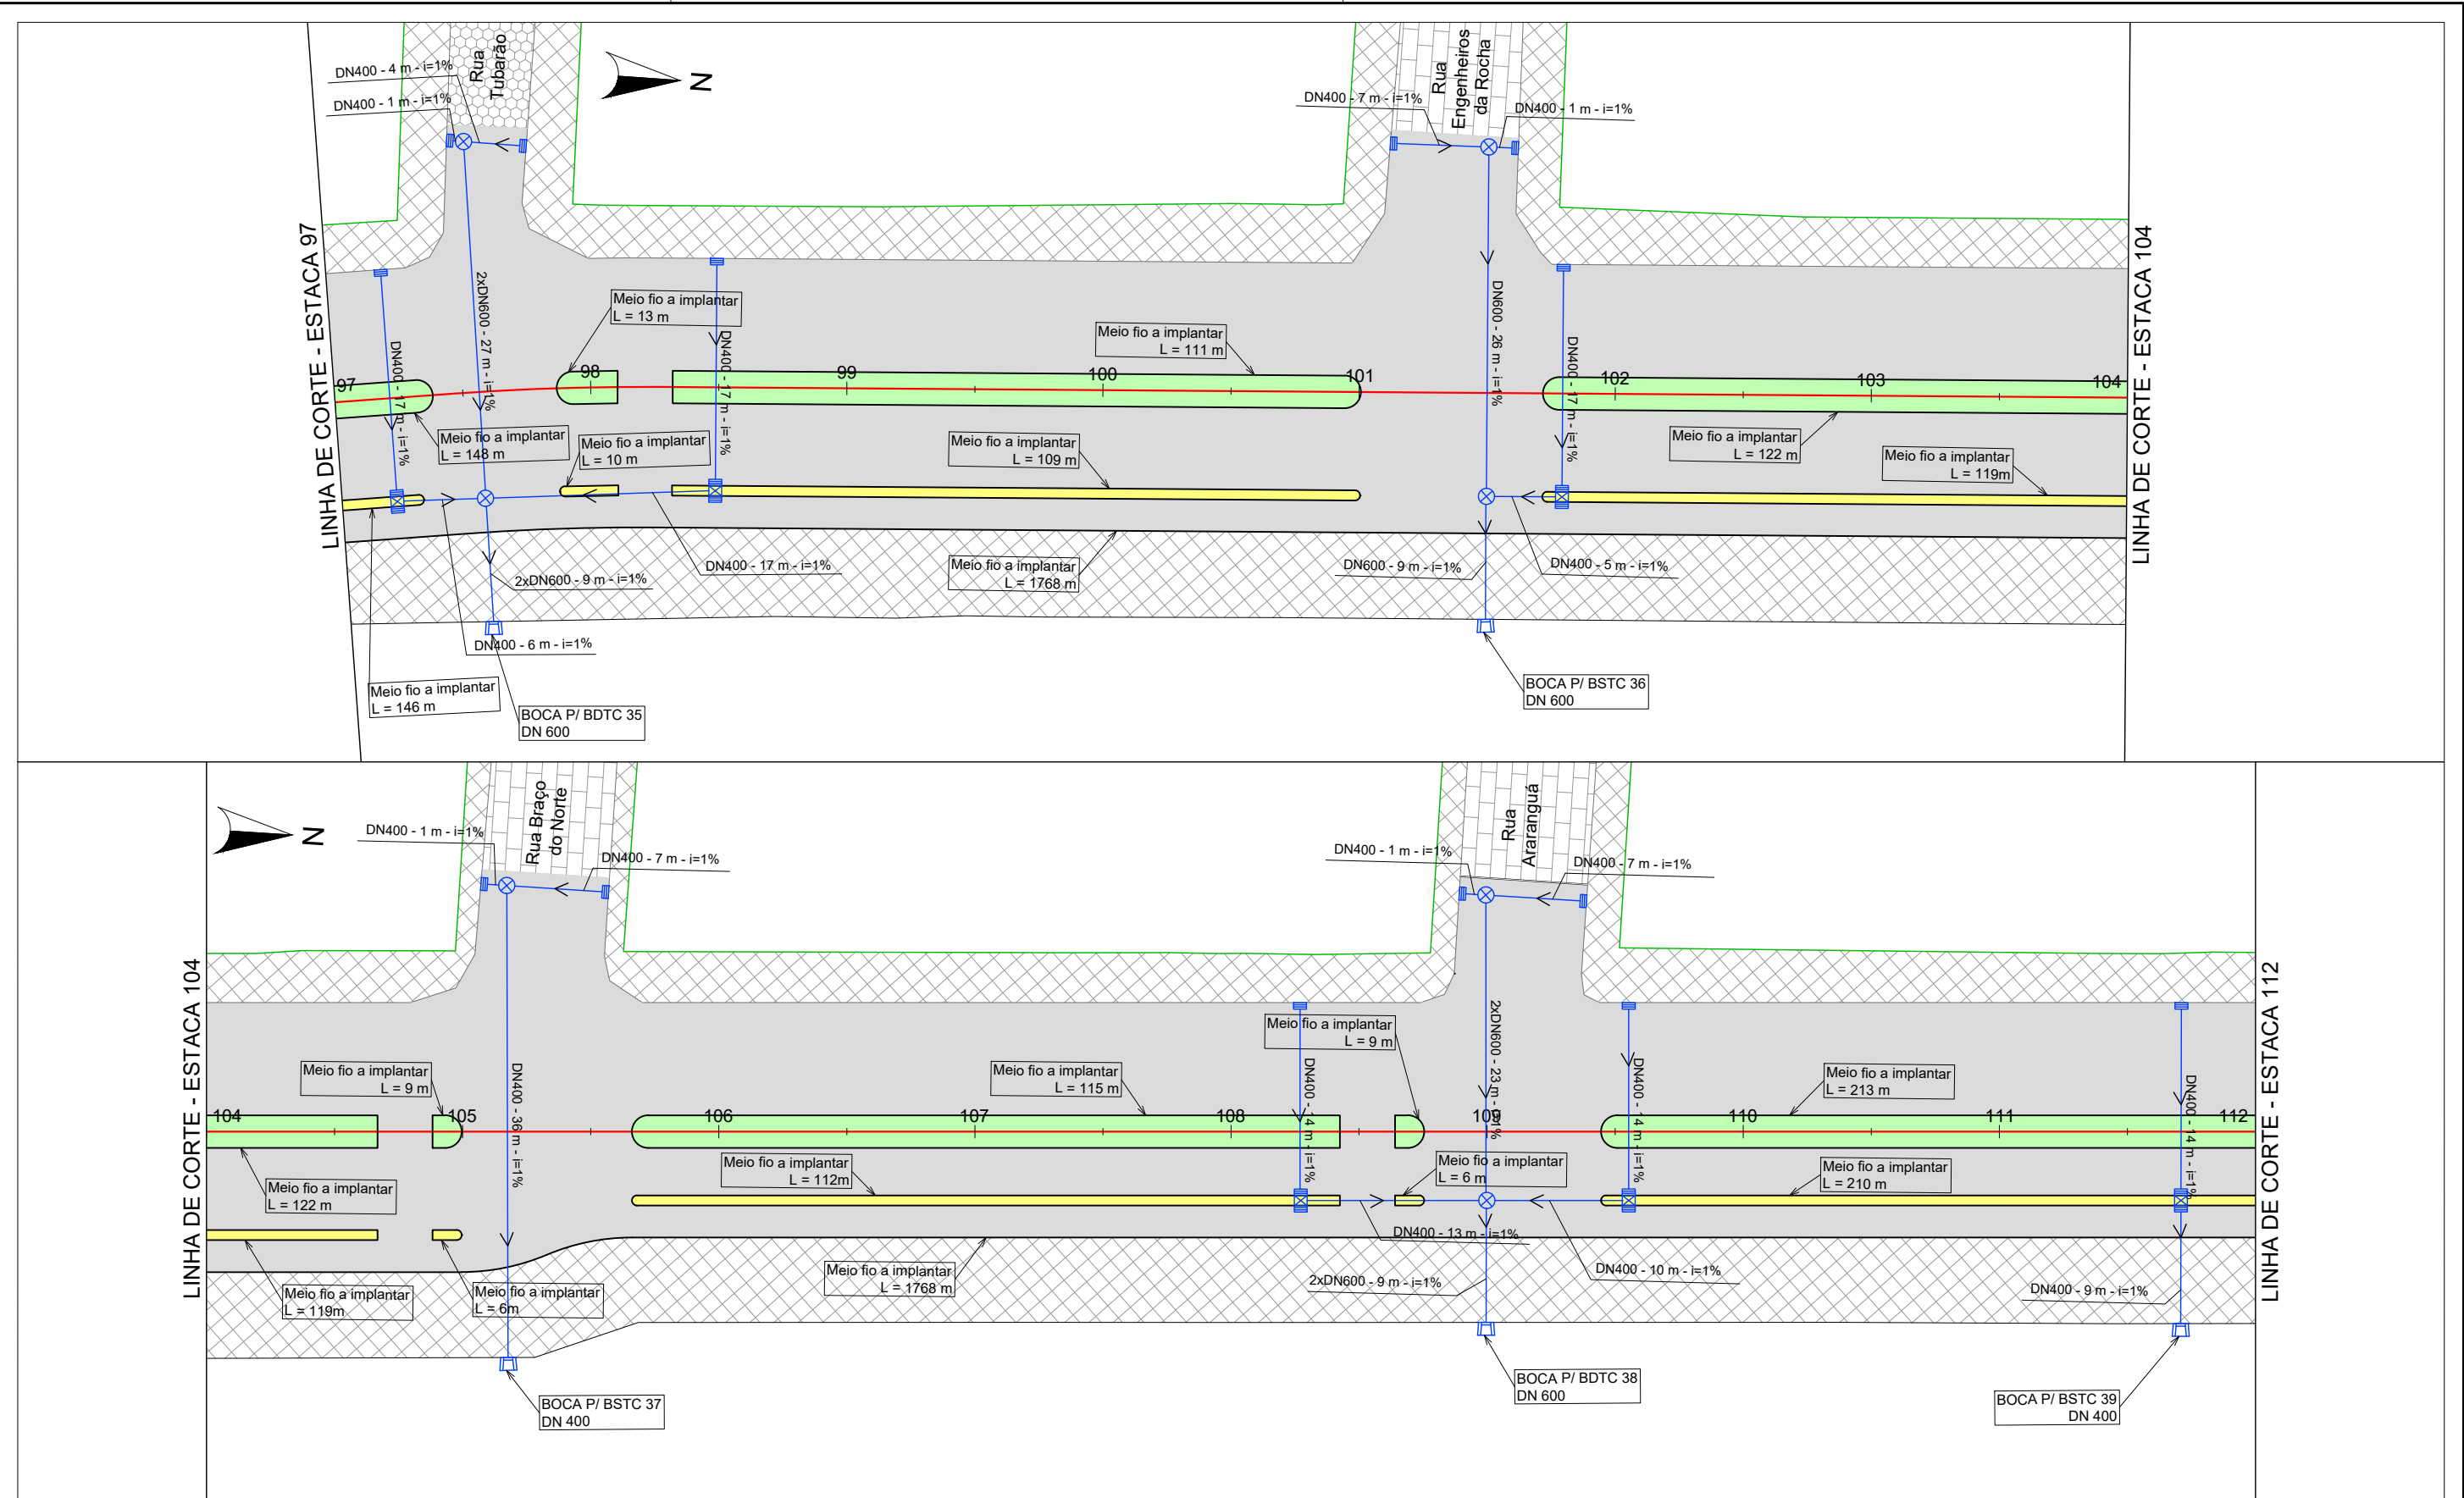 Rua
Tubarão
N
DN400 - 4 m - i=1%
DN400 - 1 m - i=1%
Rua
Engenheiros
da Rocha
DN400 - 7 m - i=1%
DN400 - 1 m - i=1%
LINHA DE CORTE - ESTACA 97
LINHA DE CORTE - ESTACA 104
2xDN600 - 27 m - i=1%
DN400 - 17 m - i=1%
DN400 - 17 m - i=1%
DN600 - 26 m - i=1%
DN400 - 17 m - i=1%
Meio fio a implantar
L = 13 m
Meio fio a implantar
L = 111 m
97
98
99
100
101
102
103
104
Meio fio a implantar
L = 148 m
Meio fio a implantar
L = 10 m
Meio fio a implantar
L = 109 m
Meio fio a implantar
L = 122 m
Meio fio a implantar
L = 119m
2xDN600 - 9 m - i=1%
DN400 - 17 m - i=1%
Meio fio a implantar
L = 1768 m
DN600 - 9 m - i=1%
DN400 - 5 m - i=1%
DN400 - 6 m - i=1%
Meio fio a implantar
L = 146 m
BOCA P/ BDTC 35
DN 600
BOCA P/ BSTC 36
DN 600
N
Rua Braço
do Norte
DN400 - 1 m - i=1%
DN400 - 7 m - i=1%
Rua
Araranguá
DN400 - 1 m - i=1%
DN400 - 7 m - i=1%
LINHA DE CORTE - ESTACA 104
LINHA DE CORTE - ESTACA 112
DN400 - 36 m - i=1%
DN400 - 14 m - i=1%
2xDN600 - 23 m - i=1%
DN400 - 14 m - i=1%
DN400 - 14 m - i=1%
Meio fio a implantar
L = 9 m
Meio fio a implantar
L = 115 m
Meio fio a implantar
L = 9 m
Meio fio a implantar
L = 213 m
104
105
106
107
108
109
110
111
112
Meio fio a implantar
L = 122 m
Meio fio a implantar
L = 112m
Meio fio a implantar
L = 6 m
Meio fio a implantar
L = 210 m
DN400 - 13 m - i=1%
Meio fio a implantar
L = 119m
Meio fio a implantar
L = 6m
Meio fio a implantar
L = 1768 m
2xDN600 - 9 m - i=1%
DN400 - 10 m - i=1%
DN400 - 9 m - i=1%
BOCA P/ BSTC 37
DN 400
BOCA P/ BDTC 38
DN 600
BOCA P/ BSTC 39
DN 400